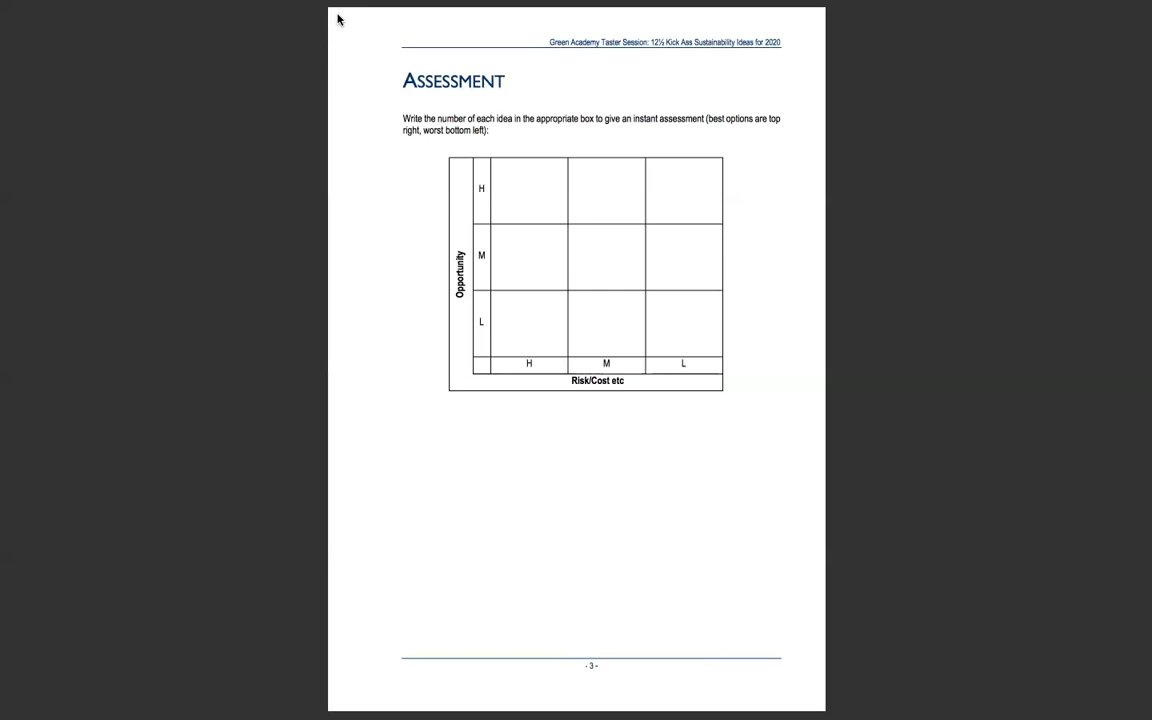 Green Academy Taster Session: 12½ Kick Ass Sustainability Ideas for 2020
ASSESSMENT
Write the number of each idea in the appropriate box to give an instant assessment (best options are top
right, worst bottom left):
H
M
Opportunity
L
H M L
Risk/Cost etc
- 3 -